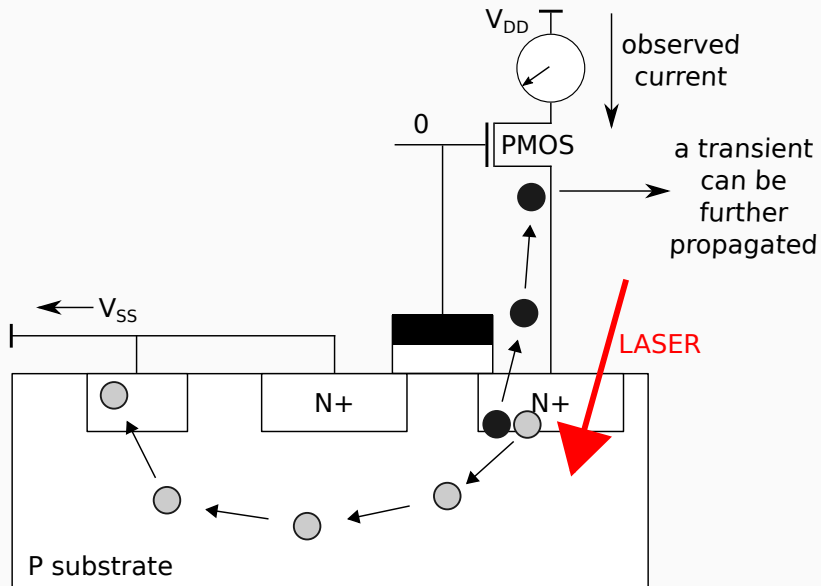 V_DD
observed
current
0
PMOS
a transient
can be
further
propagated
V_SS
LASER
N+
N+
P substrate